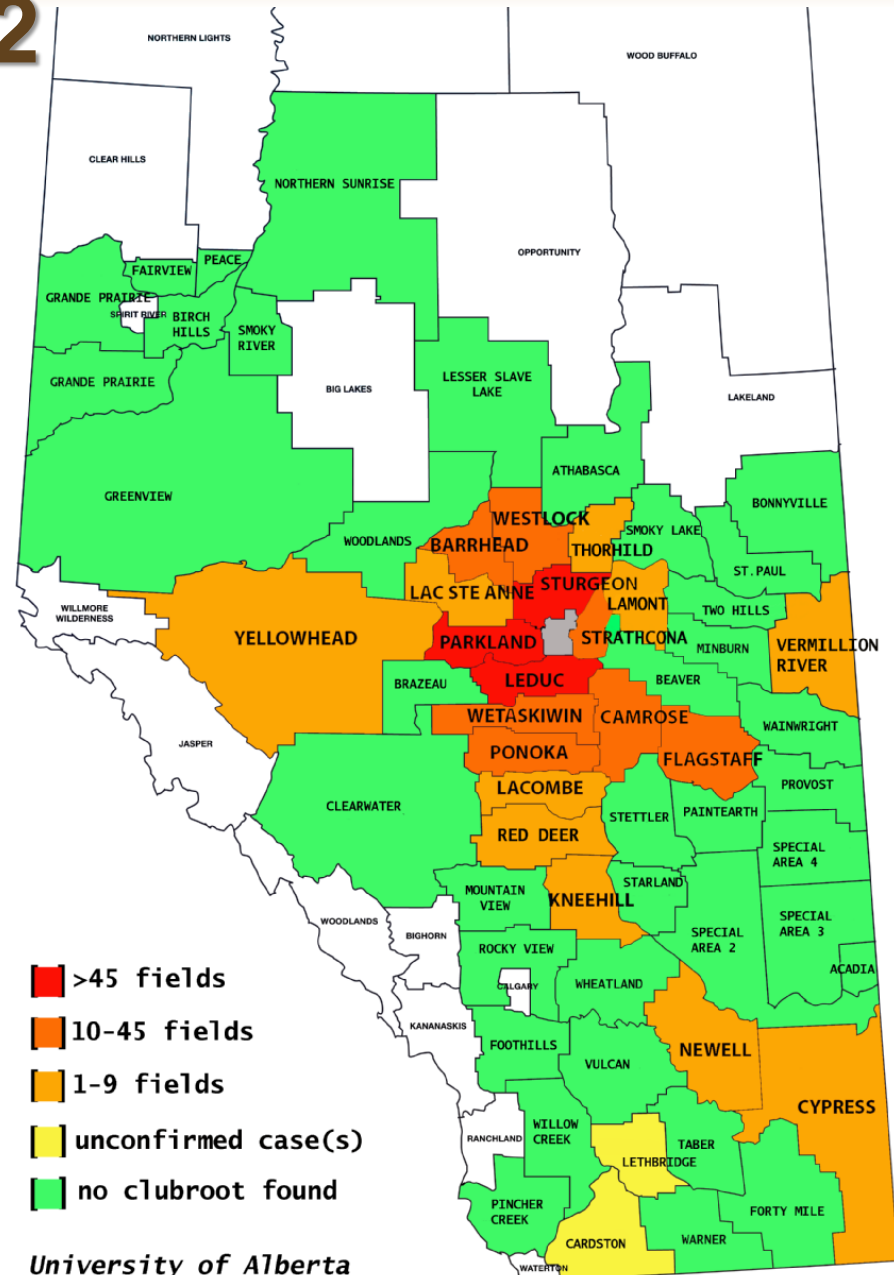 2
NORTHERN LIGHTS
WOOD BUFFALO
CLEAR HILLS
NORTHERN SUNRISE
OPPORTUNITY
PEACE
FAIRVIEW
GRANDE PRAIRIE
SPIRIT RIVER
BIRCH
HILLS
SMOKY
RIVER
GRANDE PRAIRIE
BIG LAKES
LESSER SLAVE
LAKE
LAKELAND
ATHABASCA
GREENVIEW
BONNYVILLE
WESTLOCK
SMOKY LAKE
WOODLANDS
BARRHEAD
THORHILD
ST.PAUL
LAC STE ANNE
STURGEON
LAMONT
WILLMORE
WILDERNESS
TWO HILLS
YELLOWHEAD
PARKLAND
STRATHCONA
MINBURN
VERMILLION
RIVER
BRAZEAU
LEDUC
BEAVER
WETASKIWIN
CAMROSE
WAINWRIGHT
JASPER
PONOKA
FLAGSTAFF
LACOMBE
PROVOST
CLEARWATER
STETTLER
PAINTEARTH
RED DEER
SPECIAL
AREA 4
MOUNTAIN
VIEW
KNEEHILL
STARLAND
WOODLANDS
BIGHORN
ROCKY VIEW
SPECIAL
AREA 2
SPECIAL
AREA 3
ACADIA
CALGARY
WHEATLAND
KANANASKIS
FOOTHILLS
VULCAN
NEWELL
CYPRESS
RANCHLAND
WILLOW
CREEK
LETHBRIDGE
TABER
PINCHER
CREEK
FORTY MILE
CARDSTON
WARNER
WATERTON
[ ] >45 fields
[ ] 10-45 fields
[ ] 1-9 fields
[ ] unconfirmed case(s)
[ ] no clubroot found
University of Alberta